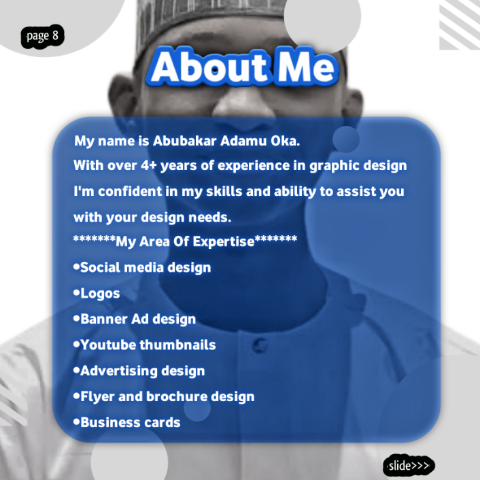 page 8
About Me
My name is Abubakar Adamu Oka.
With over 4+ years of experience in graphic design
I'm confident in my skills and ability to assist you
with your design needs.
*******My Area Of Expertise*******
•Social media design
•Logos
•Banner Ad design
•Youtube thumbnails
•Advertising design
•Flyer and brochure design
•Business cards
slide>>>